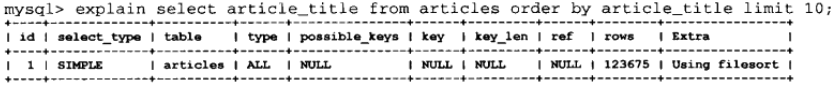 mysql> explain select article_title from articles order by article_title limit 10;
+----+-------------+----------+------+---------------+------+---------+------+--------+----------------+
| id | select_type | table | type | possible_keys | key | key_len | ref | rows | Extra |
+----+-------------+----------+------+---------------+------+---------+------+--------+----------------+
| 1 | SIMPLE | articles | ALL | NULL | NULL | NULL | NULL | 123675 | Using filesort |
+----+-------------+----------+------+---------------+------+---------+------+--------+----------------+